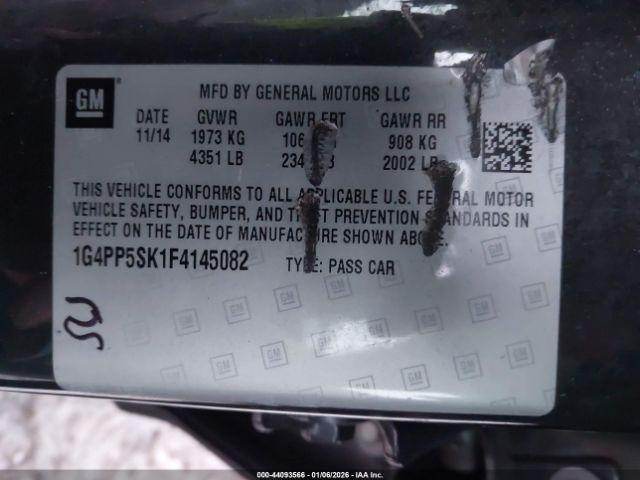 GM
MFD BY GENERAL MOTORS LLC
DATE GVWR GAWR FRT GAWR RR
11/14 1973 KG 908 KG
4351 LB 2002 LB
THIS VEHICLE CONFORMS TO ALL APPLICABLE U.S. FEDERAL MOTOR
VEHICLE SAFETY, BUMPER, AND THEFT PREVENTION STANDARDS IN
EFFECT ON THE DATE OF MANUFACTURE SHOWN ABOVE.
1G4PP5SK1F4145082 TYPE: PASS CAR
000-44093566 | 01/06/2026 | IAA Inc.